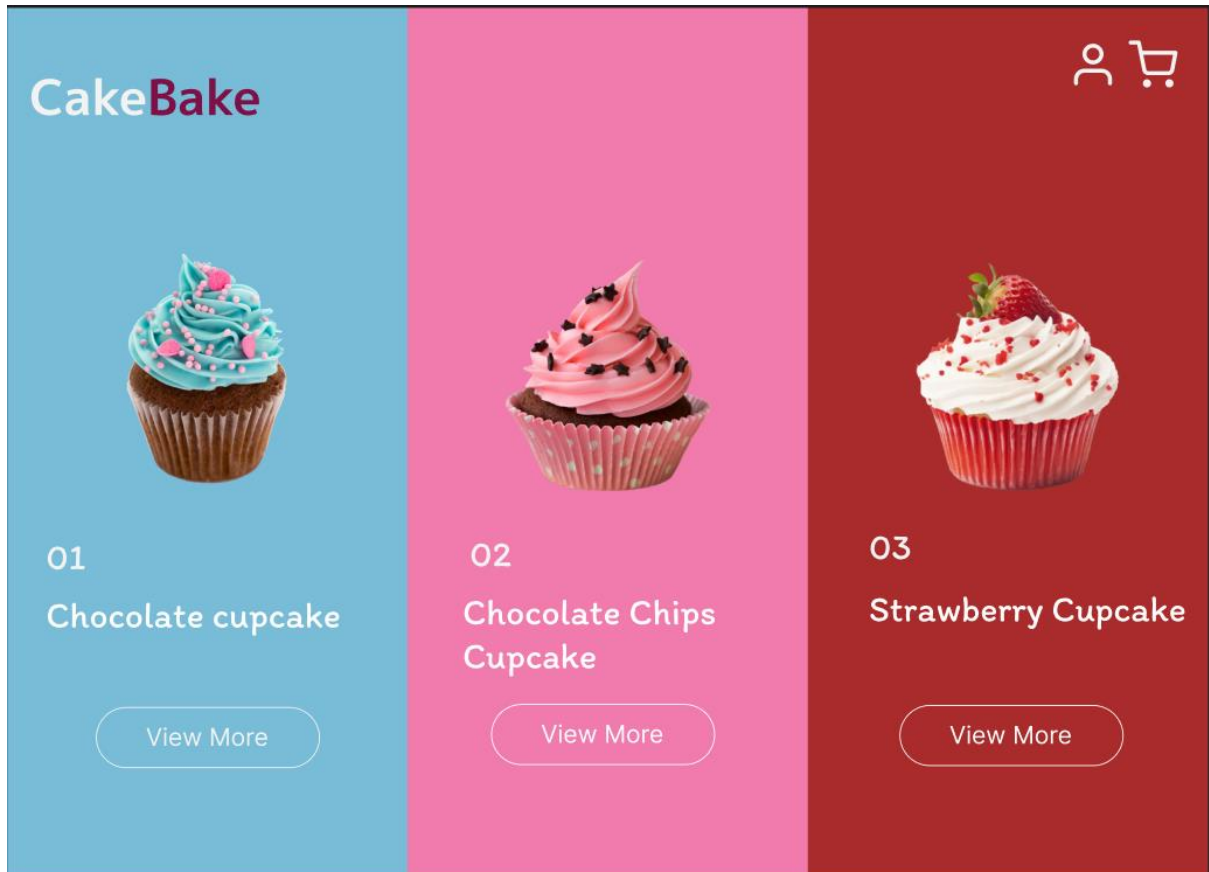 CakeBake
01
Chocolate cupcake
View More
02
Chocolate Chips
Cupcake
View More
03
Strawberry Cupcake
View More